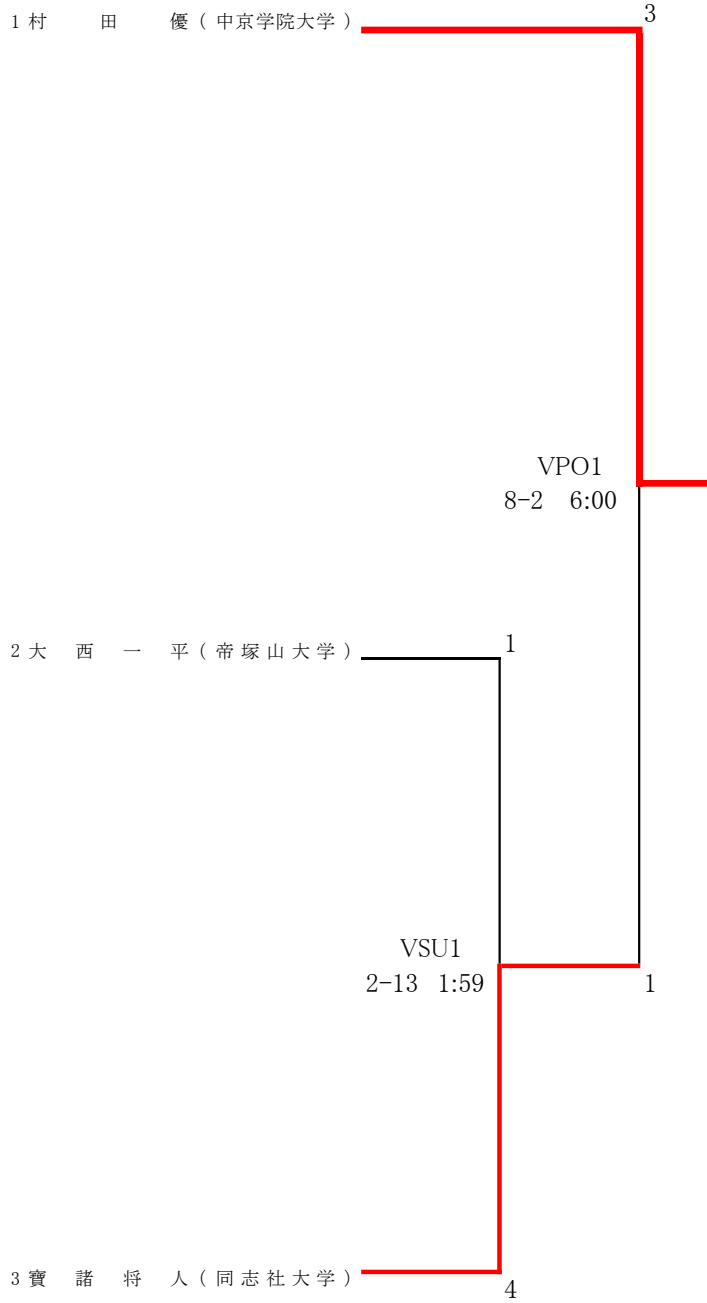 1 村 田 優 ( 中京学院大学 )
3
VPO1
8-2 6:00
2 大 西 一 平 ( 帝 塚 山 大 学 )
1
VSU1
2-13 1:59
1
3 寶 諸 将 人 ( 同 志 社 大 学 )
4